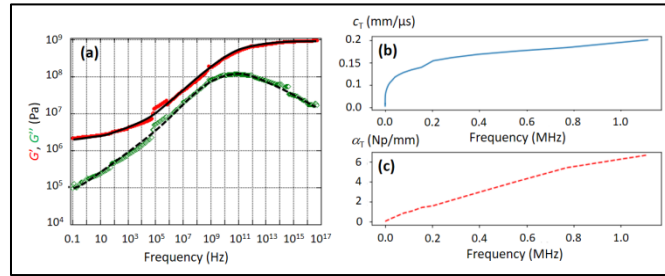 (a)
10⁹
10⁸
10⁷
10⁶
10⁵
10⁴
G', G'' (Pa)
0.1 10 10³ 10⁵ 10⁷ 10⁹ 10¹¹ 10¹³ 10¹⁵ 10¹⁷
Frequency (Hz)
c_T (mm/μs)
(b)
0.2
0.15
0.1
0.0
0.0 0.2 0.4 0.6 0.8 1.0
Frequency (MHz)
α_T (Np/mm)
(c)
6
4
2
0
0.0 0.2 0.4 0.6 0.8 1.0
Frequency (MHz)